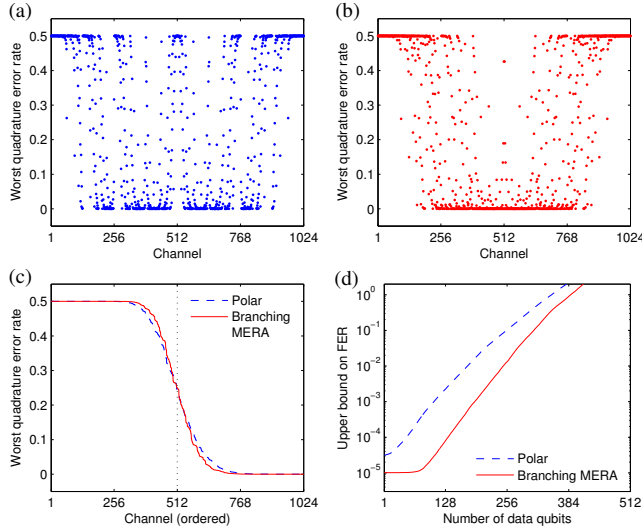 (a)
Worst quadrature error rate
0.5
0.4
0.3
0.2
0.1
0
1 256 512 768 1024
Channel
(b)
Worst quadrature error rate
0.5
0.4
0.3
0.2
0.1
0
1 256 512 768 1024
Channel
(c)
Worst quadrature error rate
0.5
0.4
0.3
0.2
0.1
0
Polar
Branching
MERA
1 256 512 768 1024
Channel (ordered)
(d)
Upper bound on FER
10^0
10^-1
10^-2
10^-3
10^-4
10^-5
Polar
Branching MERA
1 128 256 384 512
Number of data qubits